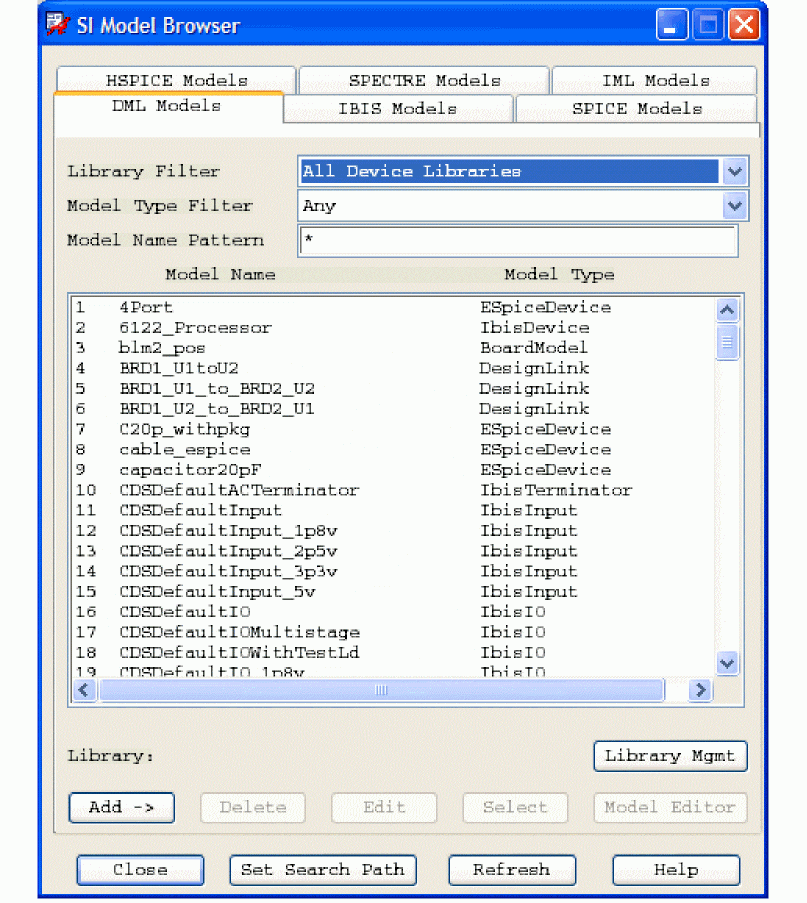 SI Model Browser
HSPICE Models SPECTRE Models IML Models
DML Models IBIS Models SPICE Models
Library Filter All Device Libraries
Model Type Filter Any
Model Name Pattern *
Model Name Model Type
1 4Port ESpiceDevice
2 6122_Processor IbisDevice
3 blm2_pos BoardModel
4 BRD1_U1toU2 DesignLink
5 BRD1_U1_to_BRD2_U2 DesignLink
6 BRD1_U2_to_BRD2_U1 DesignLink
7 C20p_withpkg ESpiceDevice
8 cable_espice ESpiceDevice
9 capacitor20pF ESpiceDevice
10 CDSDefaultACTerminator IbisTerminator
11 CDSDefaultInput IbisInput
12 CDSDefaultInput_1p8v IbisInput
13 CDSDefaultInput_2p5v IbisInput
14 CDSDefaultInput_3p3v IbisInput
15 CDSDefaultInput_5v IbisInput
16 CDSDefaultIO IbisIO
17 CDSDefaultIOMultistage IbisIO
18 CDSDefaultIOWithTestLd IbisIO
19 CDSDefaultIO_1p8v IbisIO
Library: Library Mgmt
Add -> Delete Edit Select Model Editor
Close Set Search Path Refresh Help